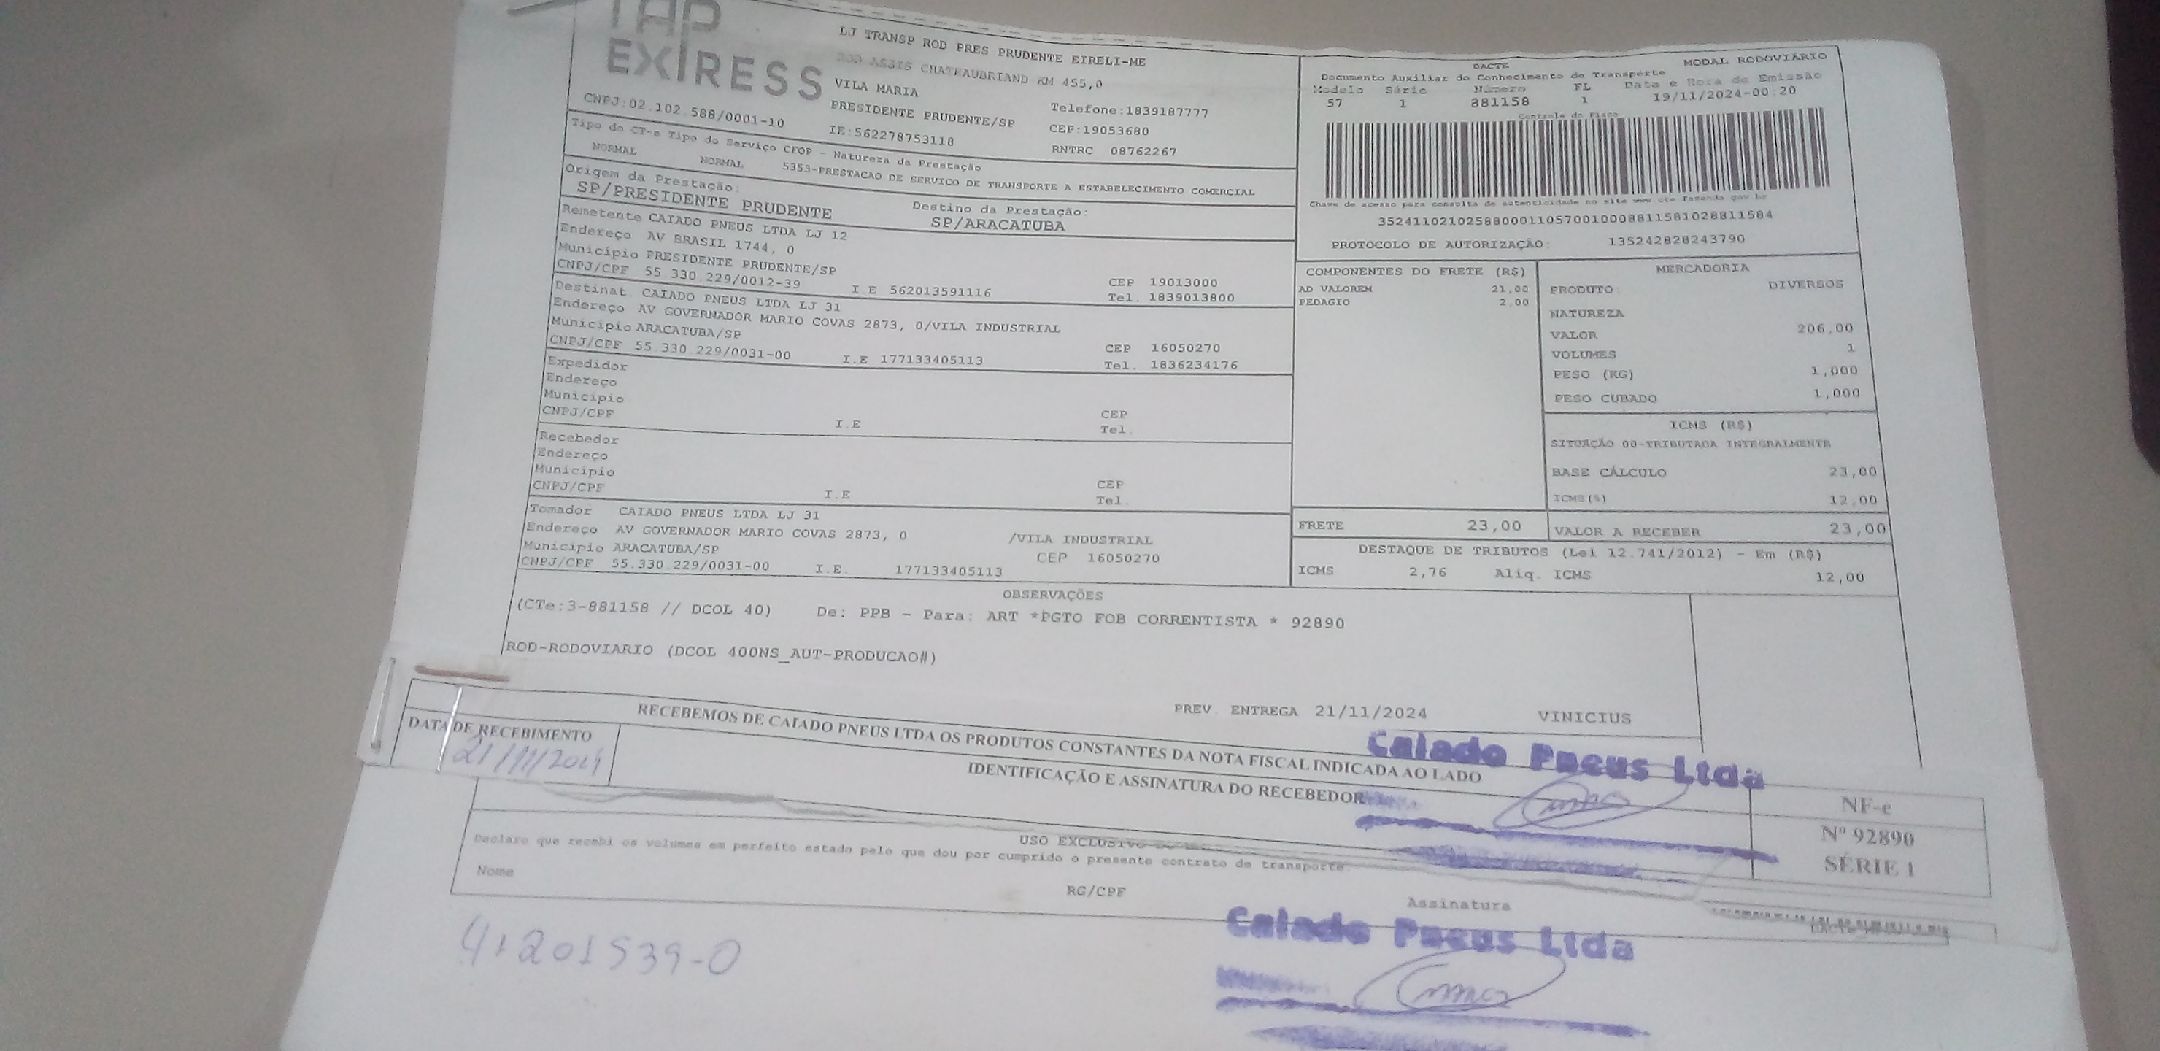 TAP
EXPRESS
LJ TRANSP ROD PRES PRUDENTE EIRELI-ME
ROD ASSIS CHATEAUBRIAND KM 455,0
VILA MARIA
PRESIDENTE PRUDENTE/SP Telefone:1839187777
CNPJ:02.102.588/0001-10 IE:562278753118 CEP:19053680
RNTRC 08762267
DACTE MODAL RODOVIÁRIO
Documento Auxiliar do Conhecimento de Transporte
Modelo Série Número FL Data e Hora de Emissão
57 1 881158 1 19/11/2024-00:20
Controle do Fisco
Chave de acesso para consulta de autenticidade no site www cte fazenda gov.br
35241102102588000110570010008811581028811584
PROTOCOLO DE AUTORIZAÇÃO: 135242828243790
Tipo do CT-e Tipo do Serviço CFOP - Natureza da Prestação
NORMAL NORMAL 5353-PRESTACAO DE SERVICO DE TRANSPORTE A ESTABELECIMENTO COMERCIAL
Origem da Prestação: Destino da Prestação:
SP/PRESIDENTE PRUDENTE SP/ARACATUBA
Remetente CAIADO PNEUS LTDA LJ 12
Endereço AV BRASIL 1744, 0
Município PRESIDENTE PRUDENTE/SP CEP 19013000
CNPJ/CPF 55 330 229/0012-39 I.E 562013591116 Tel. 1839013800
Destinat. CAIADO PNEUS LTDA LJ 31
Endereço AV GOVERNADOR MARIO COVAS 2873, 0/VILA INDUSTRIAL
Município ARACATUBA/SP CEP 16050270
CNPJ/CPF 55 330 229/0031-00 I.E 177133405113 Tel. 1836234176
Expedidor
Endereço
Município CEP
CNPJ/CPF I.E Tel.
Recebedor
Endereço
Município CEP
CNPJ/CPF I.E Tel.
Tomador CAIADO PNEUS LTDA LJ 31
Endereço AV GOVERNADOR MARIO COVAS 2873, 0 /VILA INDUSTRIAL
Município ARACATUBA/SP CEP 16050270
CNPJ/CPF 55.330.229/0031-00 I.E. 177133405113
COMPONENTES DO FRETE (R$)
AD VALOREM 21,00
PEDAGIO 2,00
FRETE 23,00
MERCADORIA
PRODUTO DIVERSOS
NATUREZA
VALOR 206,00
VOLUMES 1
PESO (KG) 1,000
PESO CUBADO 1,000
ICMS (R$)
SITUAÇÃO 00-TRIBUTADA INTEGRALMENTE
BASE CÁLCULO 23,00
ICMS(%) 12,00
VALOR A RECEBER 23,00
DESTAQUE DE TRIBUTOS (Lei 12.741/2012) - Em (R$)
ICMS 2,76 Aliq. ICMS 12,00
OBSERVAÇÕES
(CTe:3-881158 // DCOL 40) De: PPB - Para: ART *PGTO FOB CORRENTISTA * 92890
ROD-RODOVIARIO (DCOL 400NS_AUT-PRODUCAO#)
PREV. ENTREGA 21/11/2024 VINICIUS
RECEBEMOS DE CAIADO PNEUS LTDA OS PRODUTOS CONSTANTES DA NOTA FISCAL INDICADA AO LADO
DATA DE RECEBIMENTO
21/11/2024
IDENTIFICAÇÃO E ASSINATURA DO RECEBEDOR
Caiado Pneus Ltda
NF-e
Nº 92890
SÉRIE 1
USO EXCLUSIVO
Declaro que recebi os volumes em perfeito estado pelo que dou por cumprido o presente contrato de transporte
Nome RG/CPF Assinatura
41201539-0
Caiado Pneus Ltda